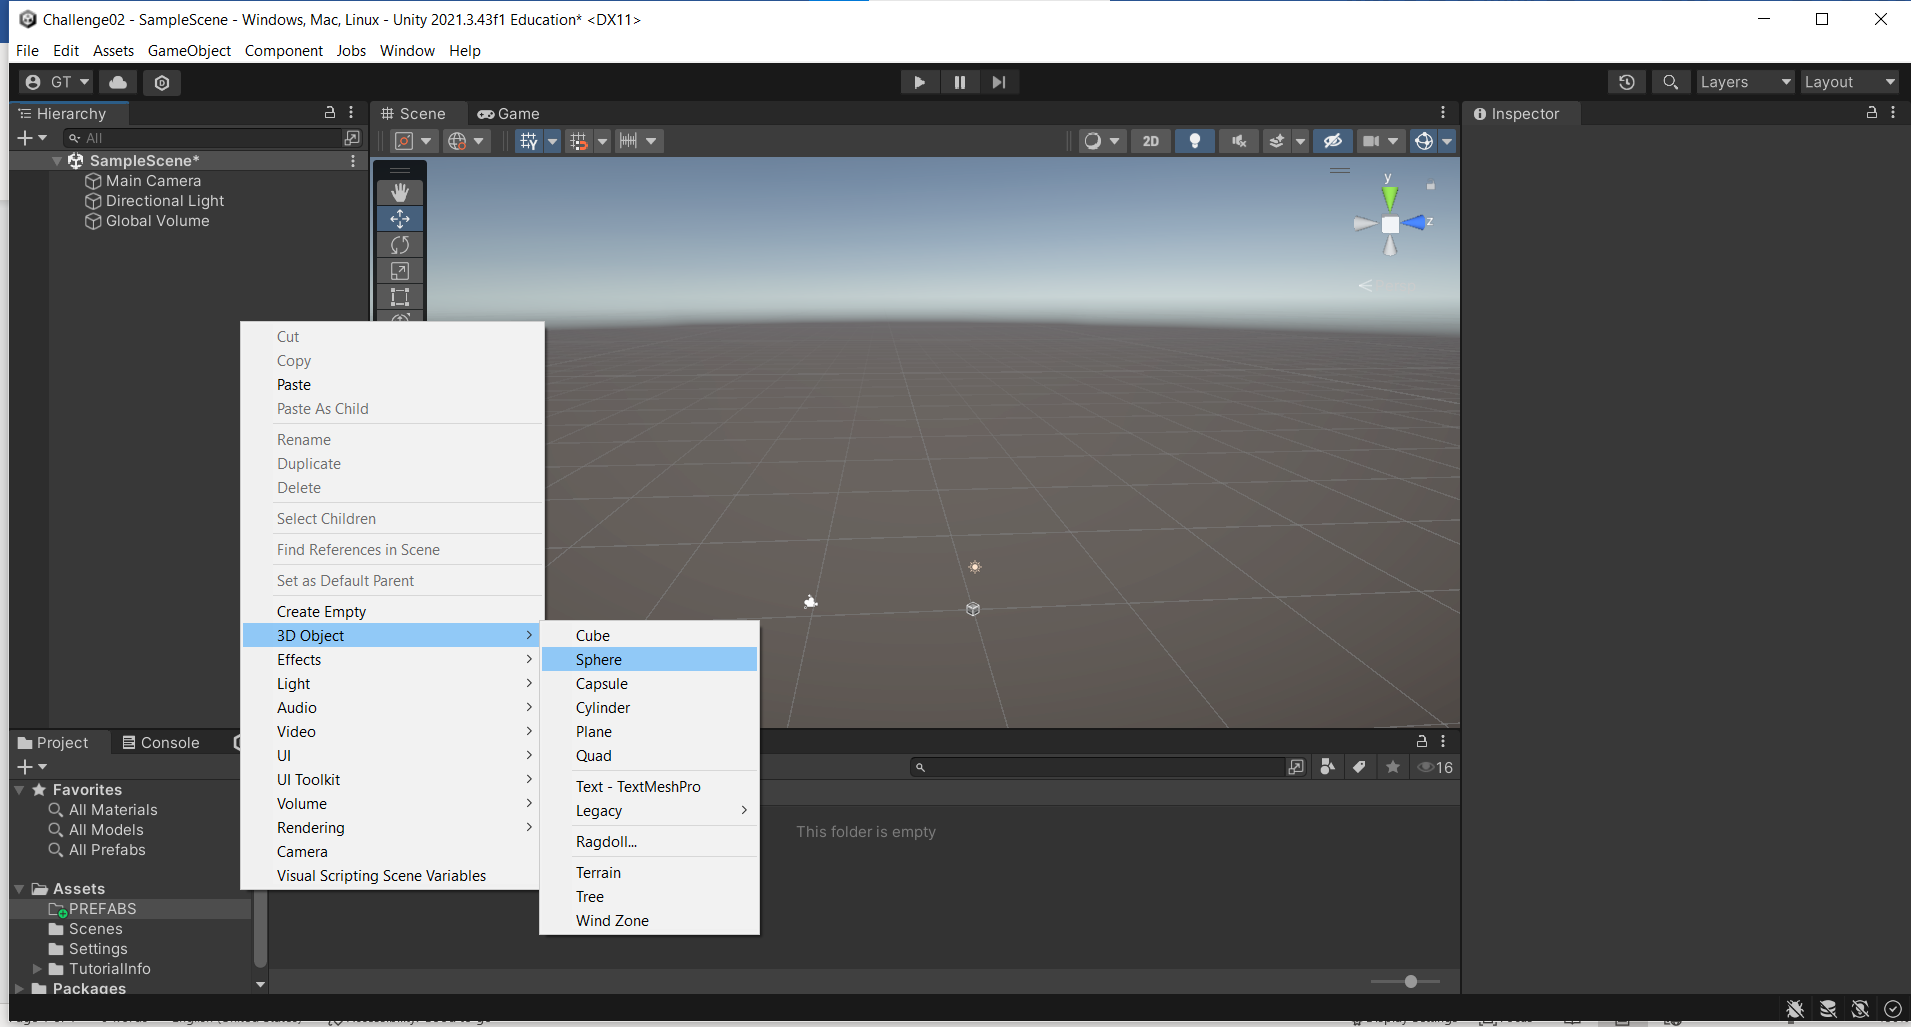 Challenge02 - SampleScene - Windows, Mac, Linux - Unity 2021.3.43f1 Education* <DX11>
File Edit Assets GameObject Component Jobs Window Help
GT Layers Layout
Hierarchy Scene Game Inspector
All 2D
SampleScene*
Main Camera
Directional Light
Global Volume
y
z
Cut
Copy
Paste
Paste As Child
Rename
Duplicate
Delete
Select Children
Find References in Scene
Set as Default Parent
Create Empty
3D Object
Effects
Light
Audio
Video
UI
UI Toolkit
Volume
Rendering
Camera
Visual Scripting Scene Variables
Cube
Sphere
Capsule
Cylinder
Plane
Quad
Text - TextMeshPro
Legacy
Ragdoll...
Terrain
Tree
Wind Zone
Project Console
16
Favorites
All Materials
All Models
All Prefabs
This folder is empty
Assets
PREFABS
Scenes
Settings
TutorialInfo
Packages